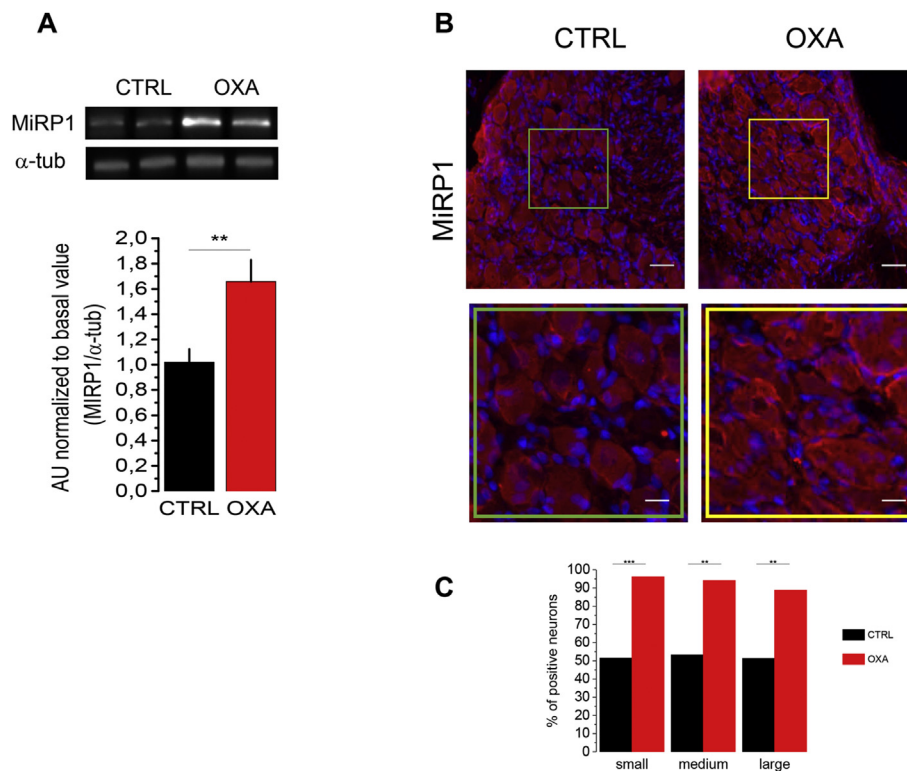 A
CTRL OXA
MiRP1
α-tub
AU normalized to basal value
(MIRP1/α-tub)
2,0
1,8
1,6
1,4
1,2
1,0
0,8
0,6
0,4
0,2
0,0
**
CTRL OXA
B
CTRL OXA
MiRP1
C
% of positive neurons
100
90
80
70
60
50
40
30
20
10
0
*** ** **
small medium large
CTRL
OXA